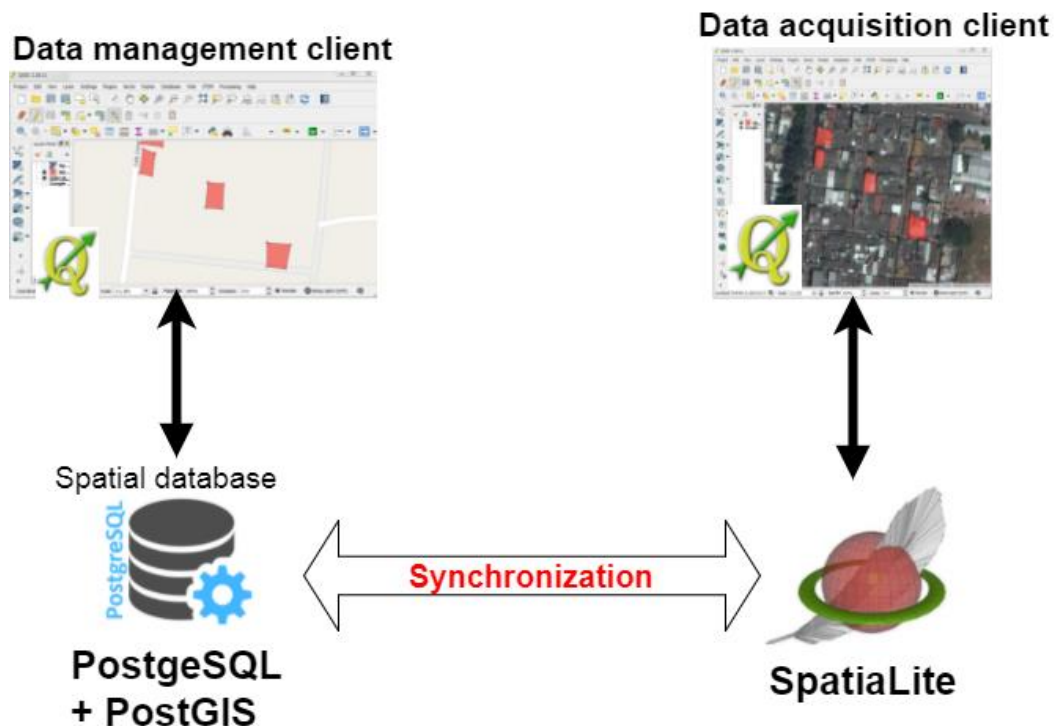 Data management client
Data acquisition client
Spatial database
PostgreSQL
Synchronization
PostgeSQL
+ PostGIS
SpatiaLite